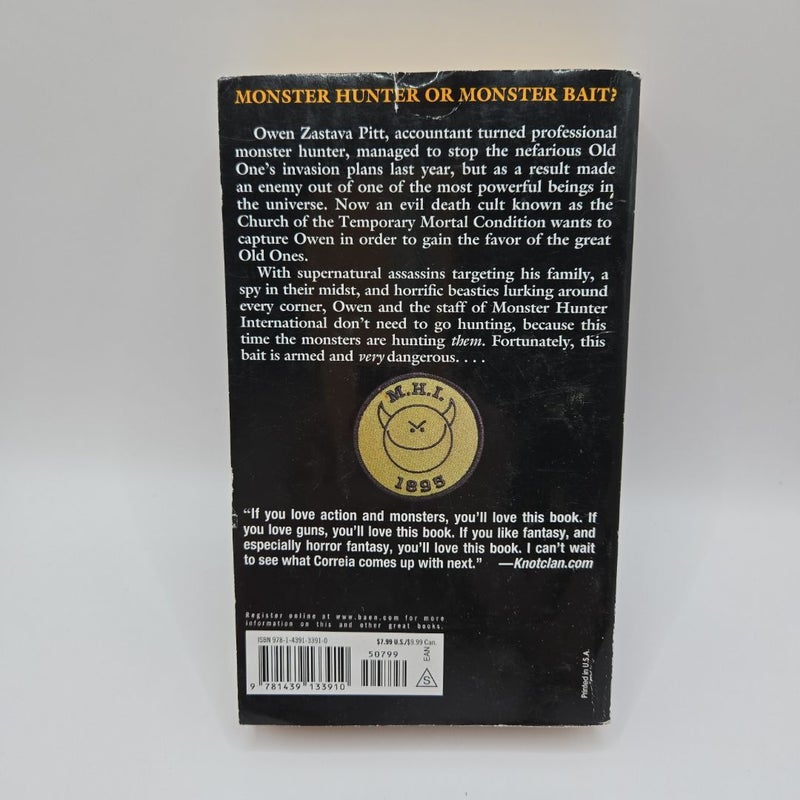 MONSTER HUNTER OR MONSTER BAIT?
Owen Zastava Pitt, accountant turned professional
monster hunter, managed to stop the nefarious Old
One's invasion plans last year, but as a result made
an enemy out of one of the most powerful beings in
the universe. Now an evil death cult known as the
Church of the Temporary Mortal Condition wants to
capture Owen in order to gain the favor of the great
Old Ones.
With supernatural assassins targeting his family, a
spy in their midst, and horrific beasties lurking around
every corner, Owen and the staff of Monster Hunter
International don't need to go hunting, because this
time the monsters are hunting them. Fortunately, this
bait is armed and very dangerous. . . .
M.H.I.
1895
"If you love action and monsters, you'll love this book. If
you love guns, you'll love this book. If you like fantasy, and
especially horror fantasy, you'll love this book. I can't wait
to see what Correia comes up with next." —Knotclan.com
Register online at www.baen.com for more
information on this and other great books.
ISBN 978-1-4391-3391-0
$7.99 U.S./$9.99 Can.
50799
EAN
S
9 781439 133910
Printed in U.S.A.